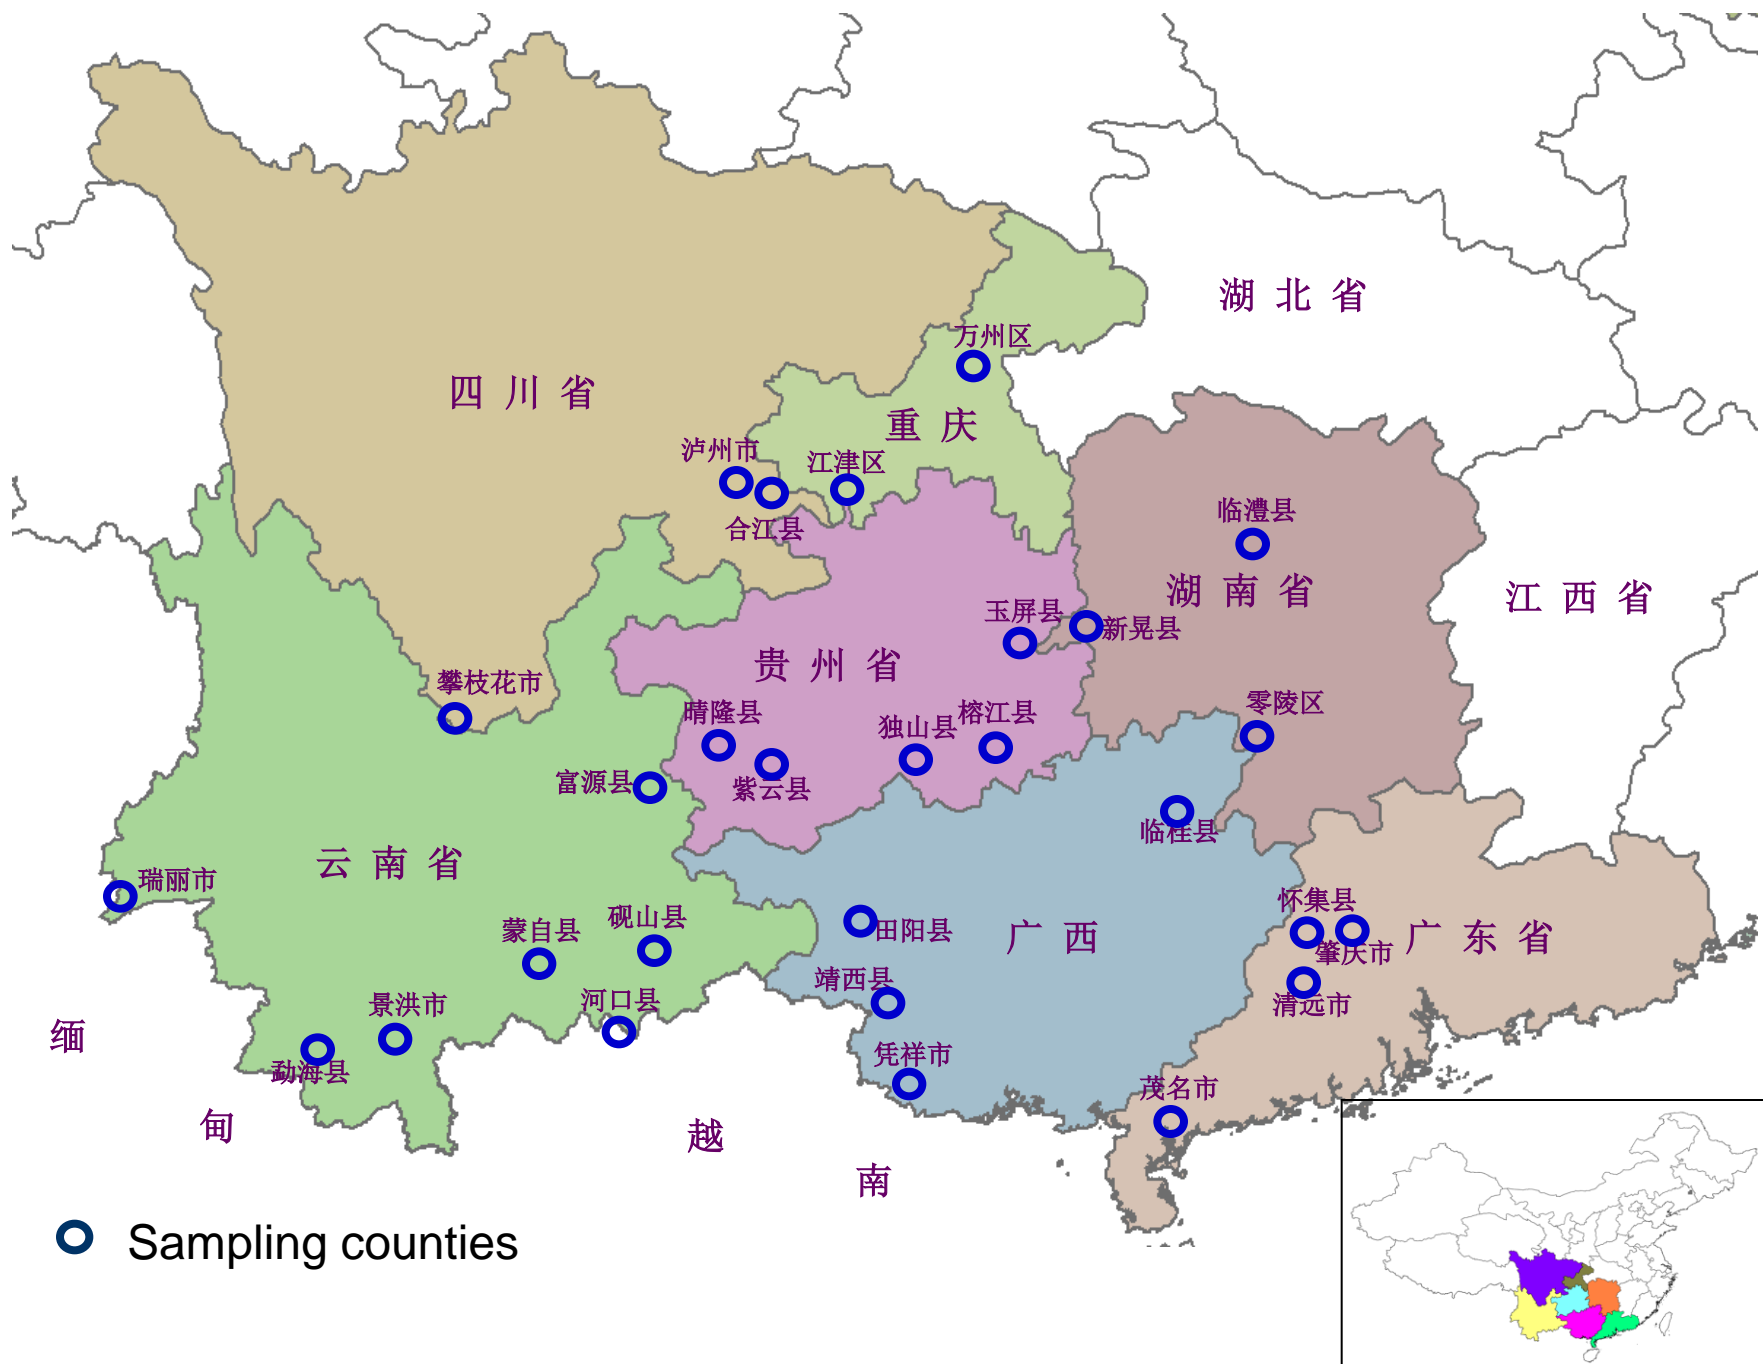 湖北省
万州区
四川省
重庆
泸州市
江津区
合江县
临澧县
湖南省
江西省
玉屏县
新晃县
贵州省
攀枝花市
晴隆县
独山县
榕江县
零陵区
富源县
紫云县
临桂县
云南省
瑞丽市
怀集县
砚山县
蒙自县
田阳县
广西
广东省
肇庆市
靖西县
清远市
景洪市
河口县
缅
凭祥市
勐海县
茂名市
甸
越
南
Sampling counties